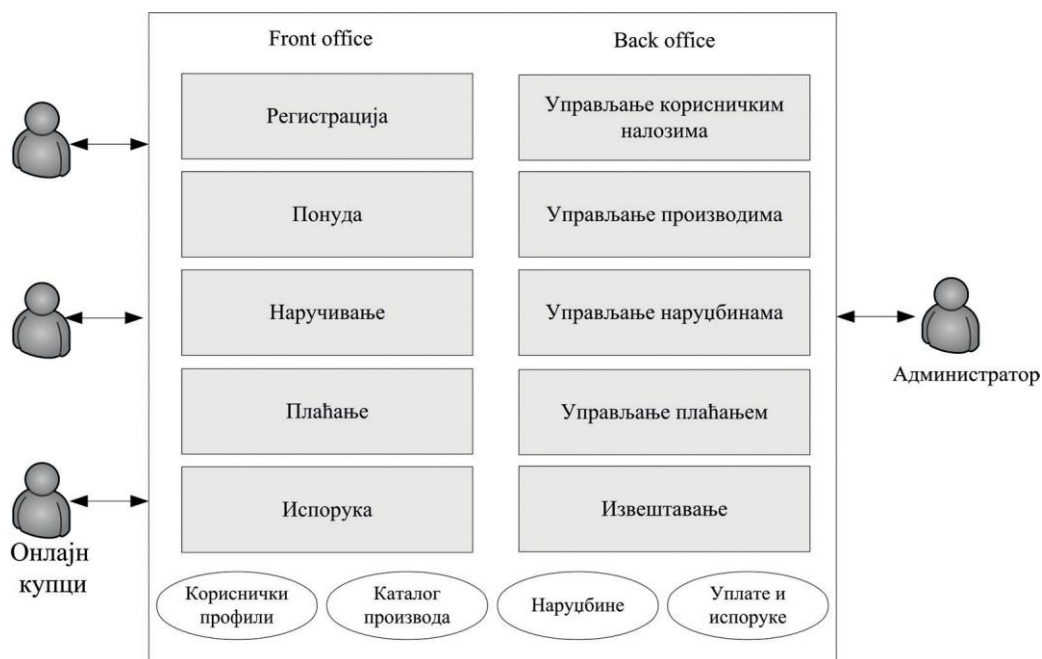 Front office
Back office
Регистрација
Управљање корисничким
налозима
Понуда
Управљање производима
Наручивање
Управљање наруџбинама
Администратор
Плаћање
Управљање плаћањем
Испорука
Извештавање
Онлајн
купци
Кориснички
профили
Каталог
производа
Наруџбине
Уплате и
испоруке